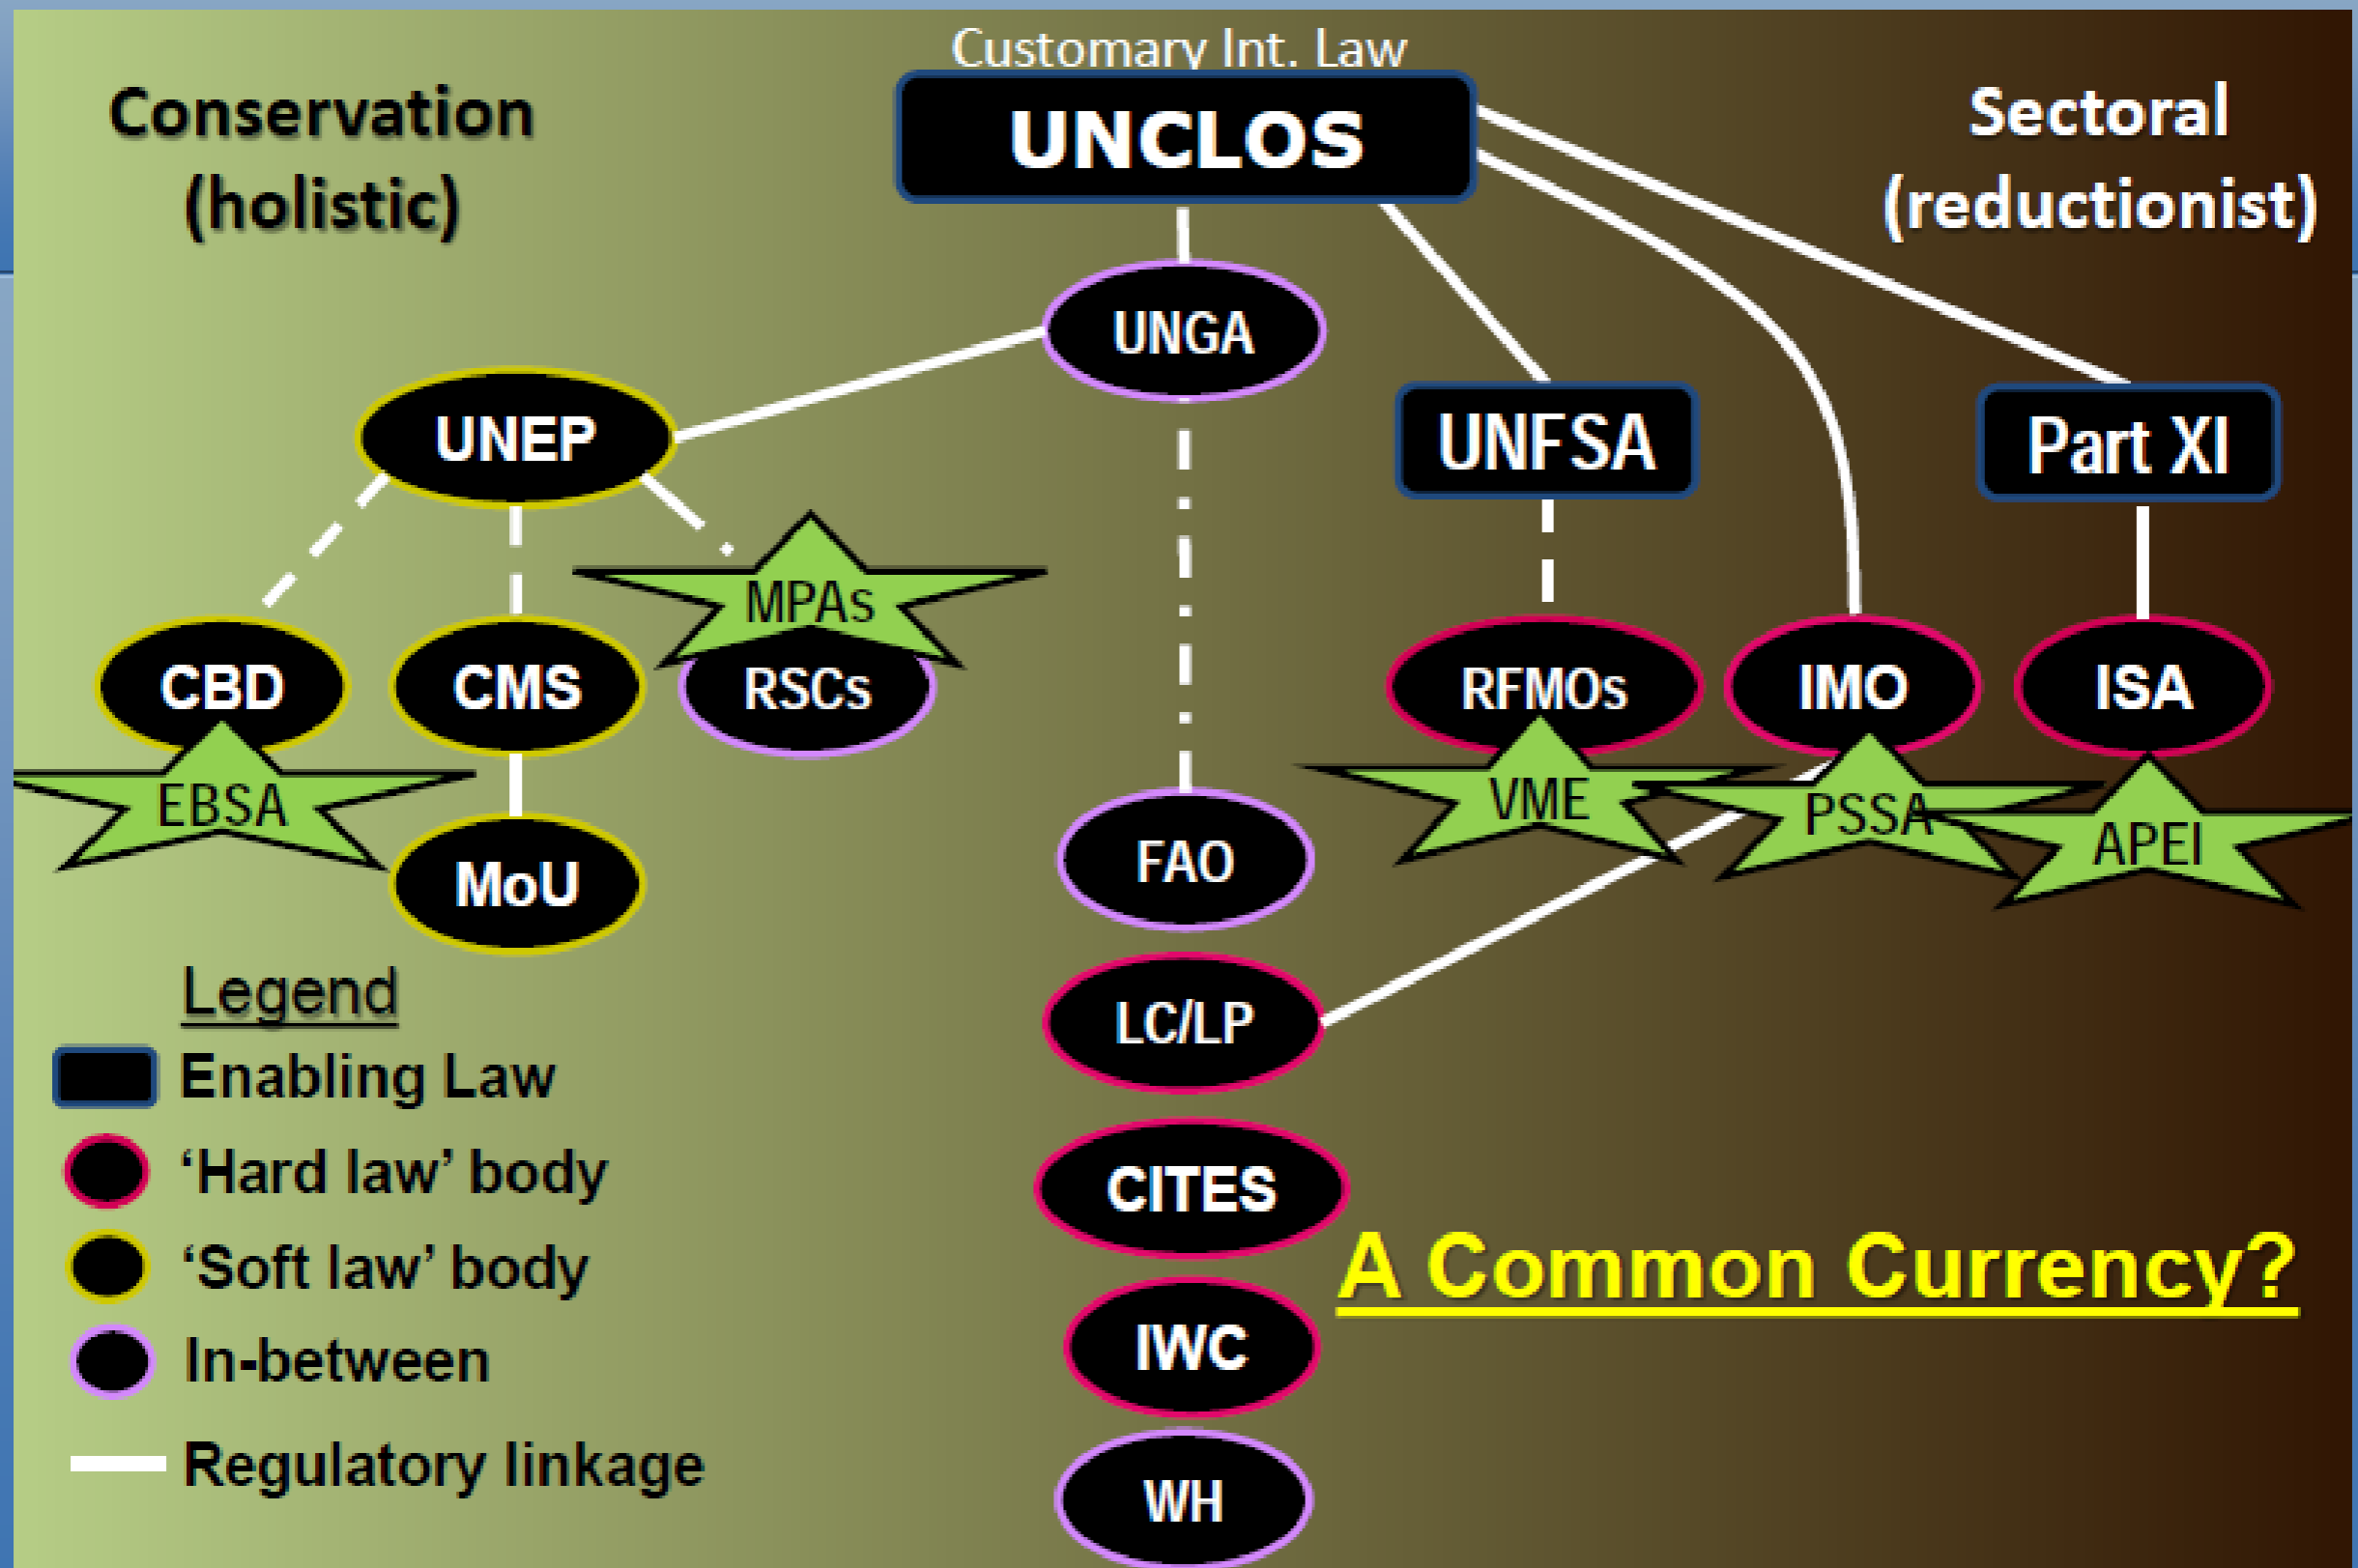 Customary Int. Law
UNCLOS
Conservation
(holistic)
Sectoral
(reductionist)
UNGA
UNEP
UNFSA
Part XI
MPAs
CBD
CMS
RSCs
RFMOs
IMO
ISA
EBSA
VME
PSSA
APEI
MoU
FAO
LC/LP
CITES
IWC
WH
Legend
Enabling Law
‘Hard law’ body
‘Soft law’ body
In-between
Regulatory linkage
A Common Currency?